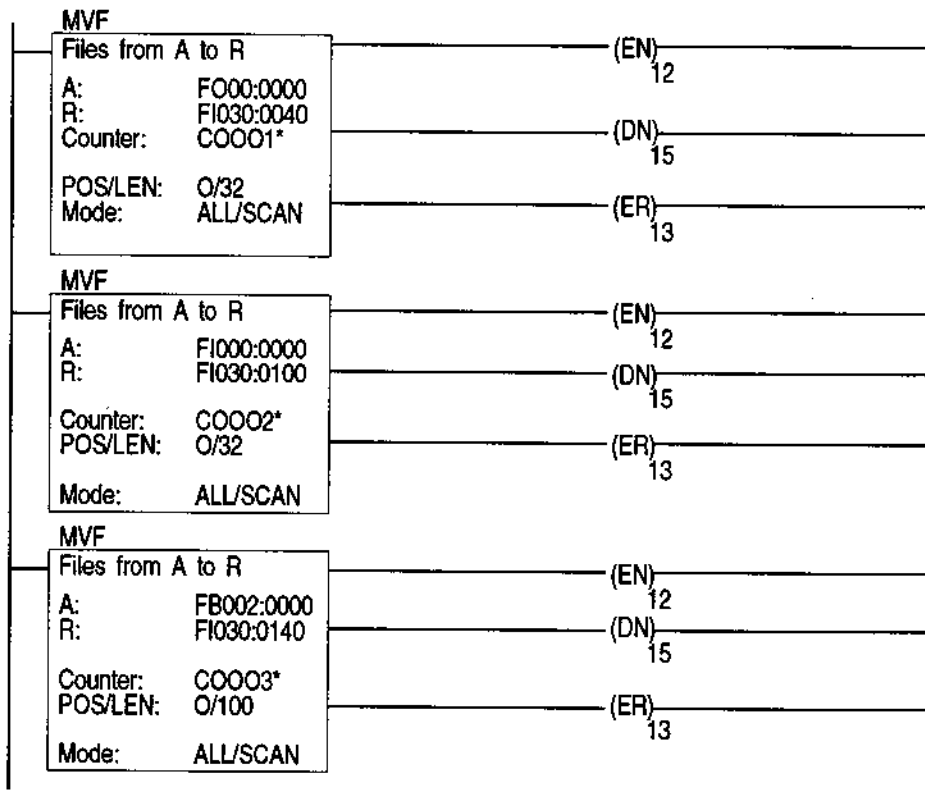 MVF
Files from A to R
(EN)
12
A: FO00:0000
R: FI030:0040
Counter: COOO1*
(DN)
15
POS/LEN: O/32
Mode: ALL/SCAN
(ER)
13
MVF
Files from A to R
(EN)
12
A: FI000:0000
R: FI030:0100
(DN)
15
Counter: COOO2*
POS/LEN: O/32
(ER)
13
Mode: ALL/SCAN
MVF
Files from A to R
(EN)
12
A: FB002:0000
R: FI030:0140
(DN)
15
Counter: COOO3*
POS/LEN: O/100
(ER)
13
Mode: ALL/SCAN